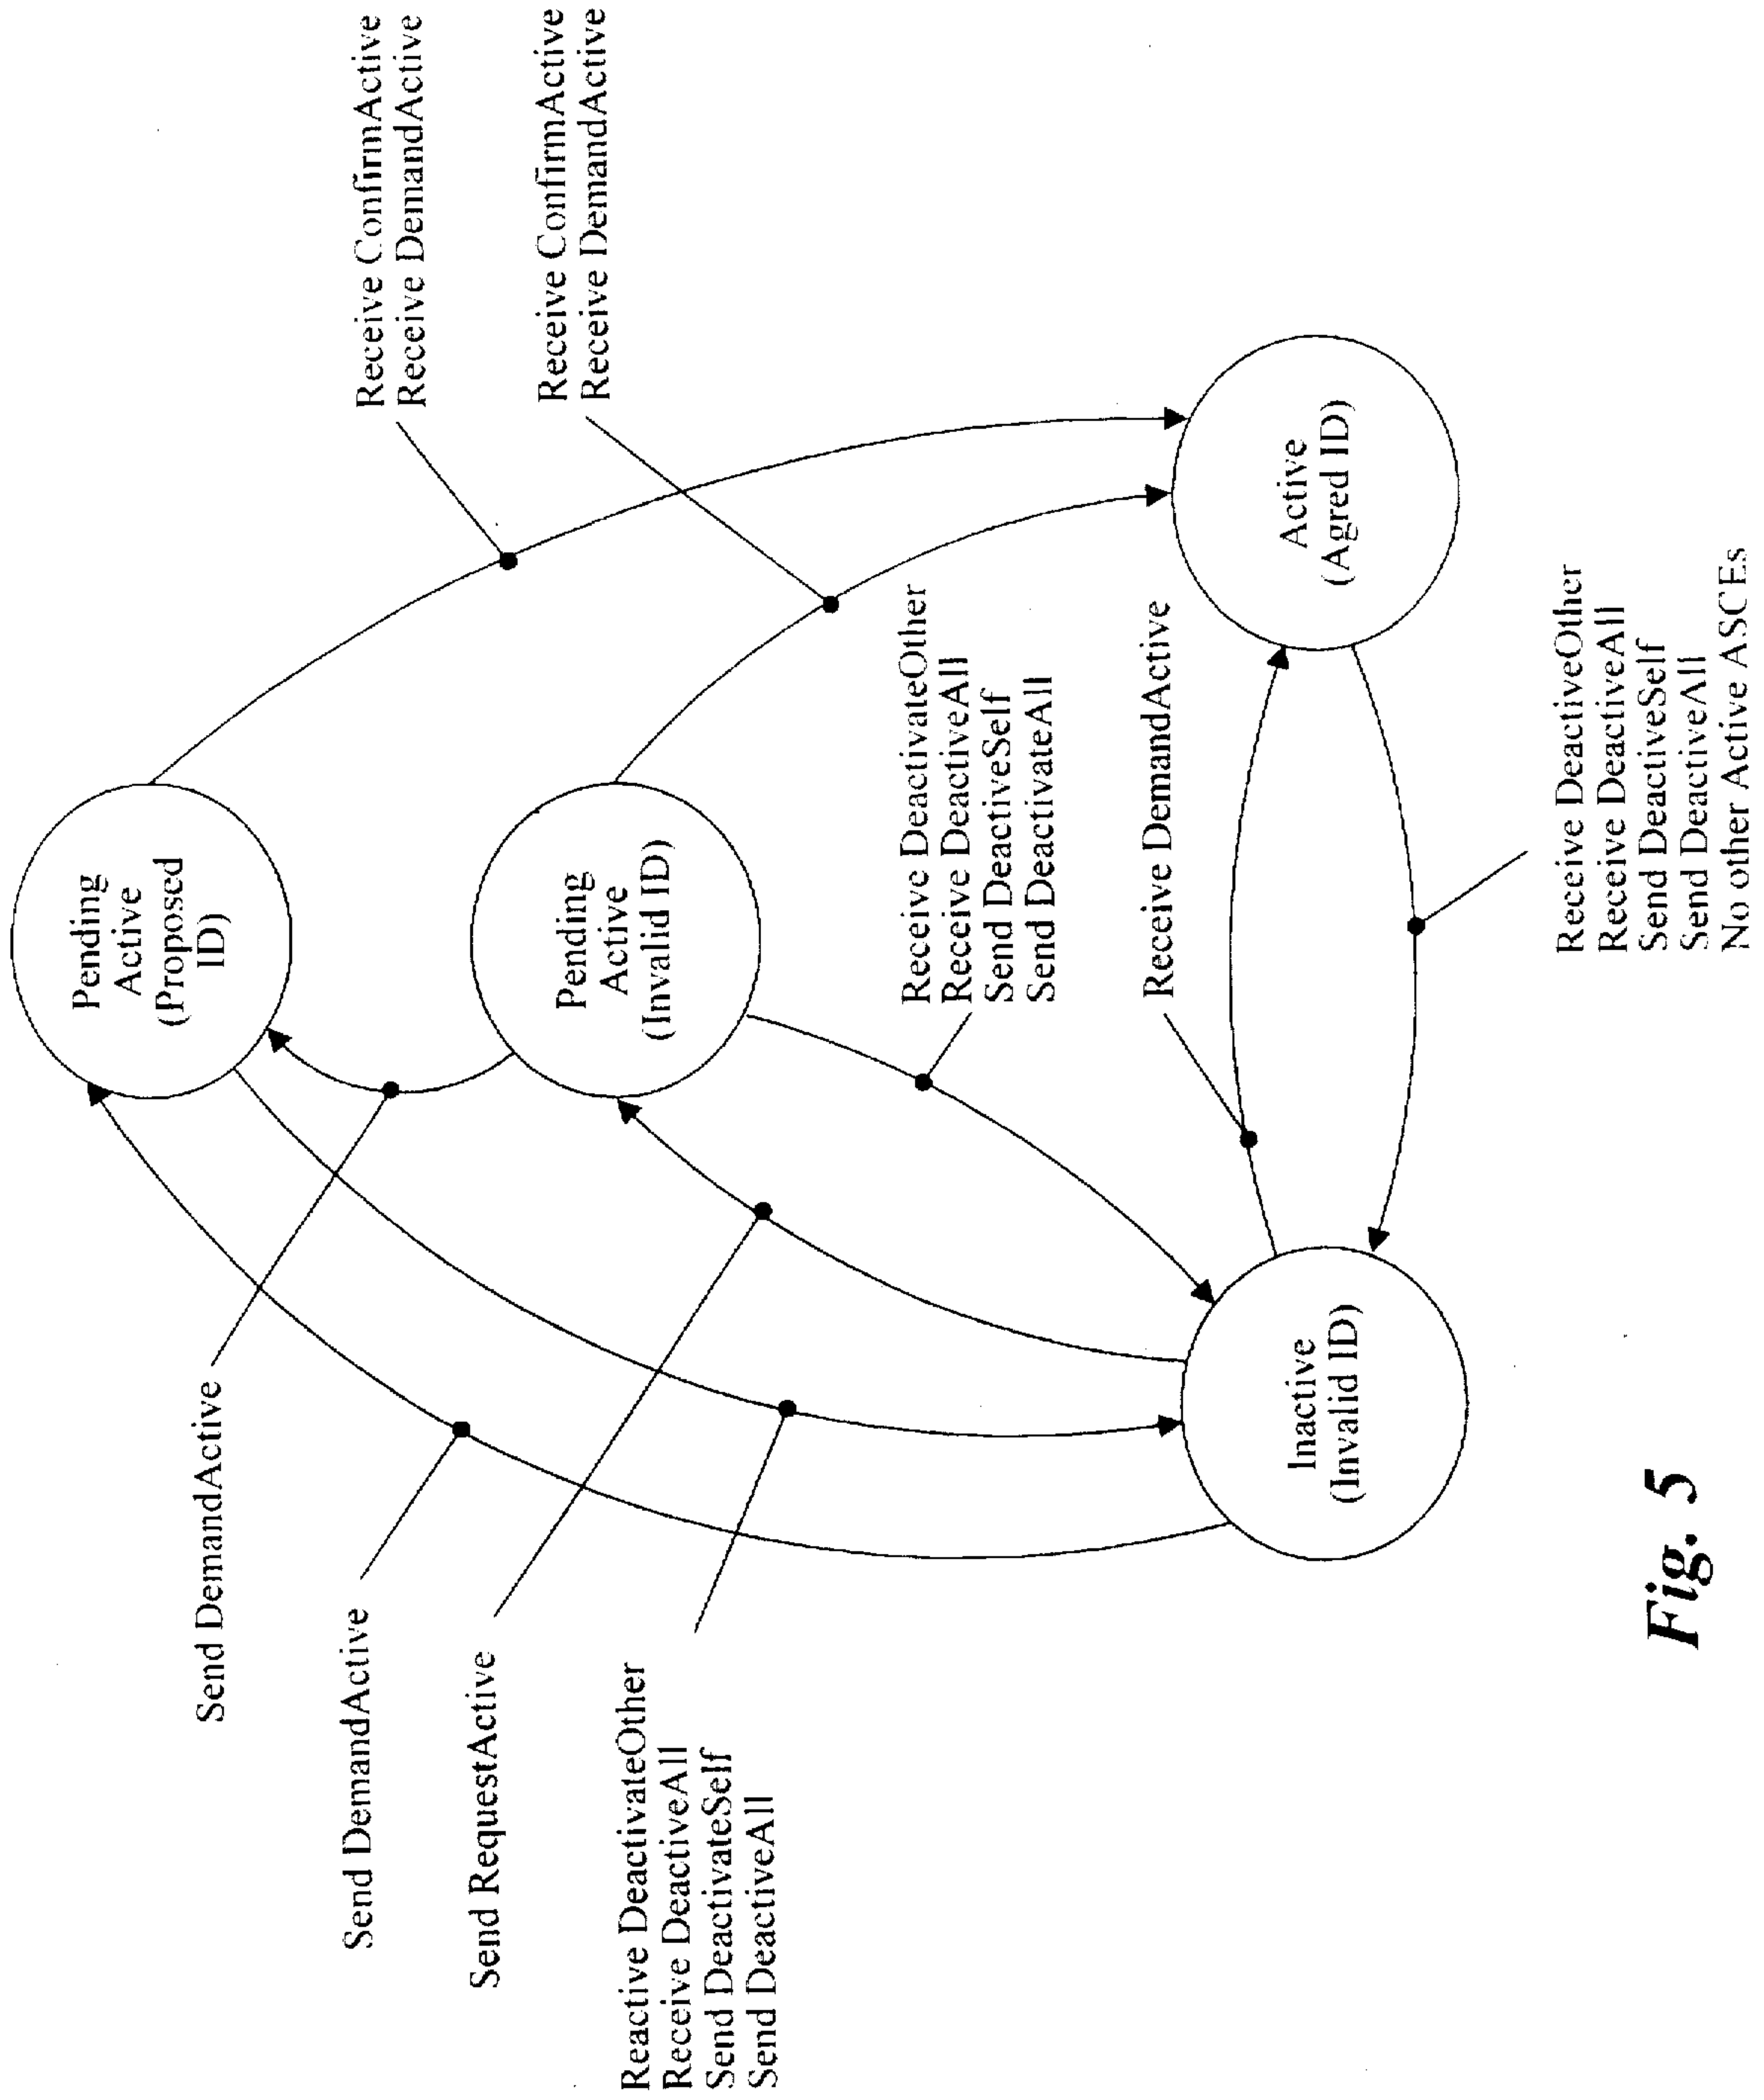 Send DemandActive
Send DemandActive
Send RequestActive
Reactive DeactivateOther
Receive DeactiveAll
Send DeactivateSelf
Send DeactiveAll
Pending
Active
(Proposed
ID)
Pending
Active
(Invalid ID)
Receive ConfirmActive
Receive DemandActive
Receive ConfirmActive
Receive DemandActive
Receive DeactivateOther
Receive DeactiveAll
Send DeactiveSelf
Send DeactivateAll
Receive DemandActive
Inactive
(Invalid ID)
Active
(Agred ID)
Receive DeactiveOther
Receive DeactiveAll
Send DeactiveSelf
Send DeactiveAll
No other Active ASCEs
Fig. 5